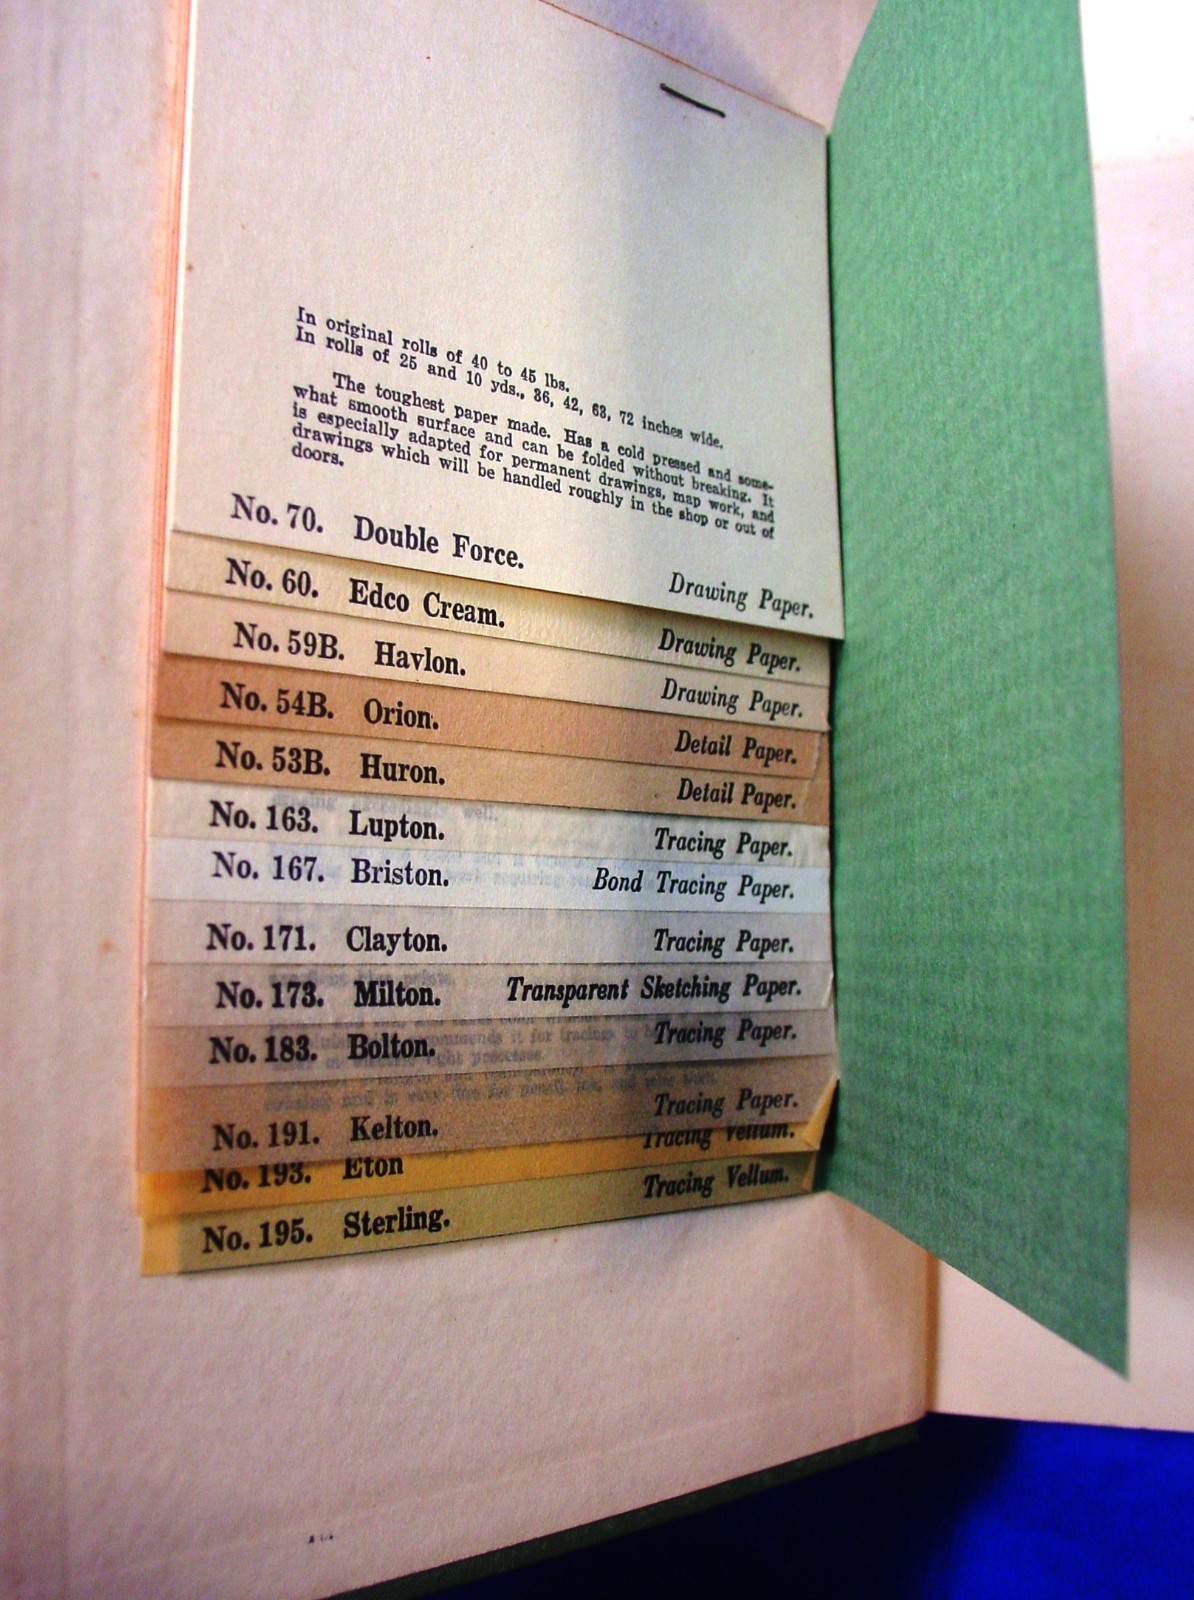 In original rolls of 40 to 45 lbs.
In rolls of 25 and 10 yds., 36, 42, 63, 72 inches wide.
The toughest paper made. Has a cold pressed and some-
what smooth surface and can be folded without breaking. It
is especially adapted for permanent drawings, map work, and
drawings which will be handled roughly in the shop or out of
doors.
No. 70. Double Force. Drawing Paper.
No. 60. Edco Cream. Drawing Paper.
No. 59B. Havlon. Drawing Paper.
No. 54B. Orion. Detail Paper.
No. 53B. Huron. Detail Paper.
No. 163. Lupton. Tracing Paper.
No. 167. Briston. Bond Tracing Paper.
No. 171. Clayton. Tracing Paper.
No. 173. Milton. Transparent Sketching Paper.
No. 183. Bolton. Tracing Paper.
No. 191. Kelton. Tracing Paper.
No. 193. Eton Tracing Vellum.
No. 195. Sterling. Tracing Vellum.